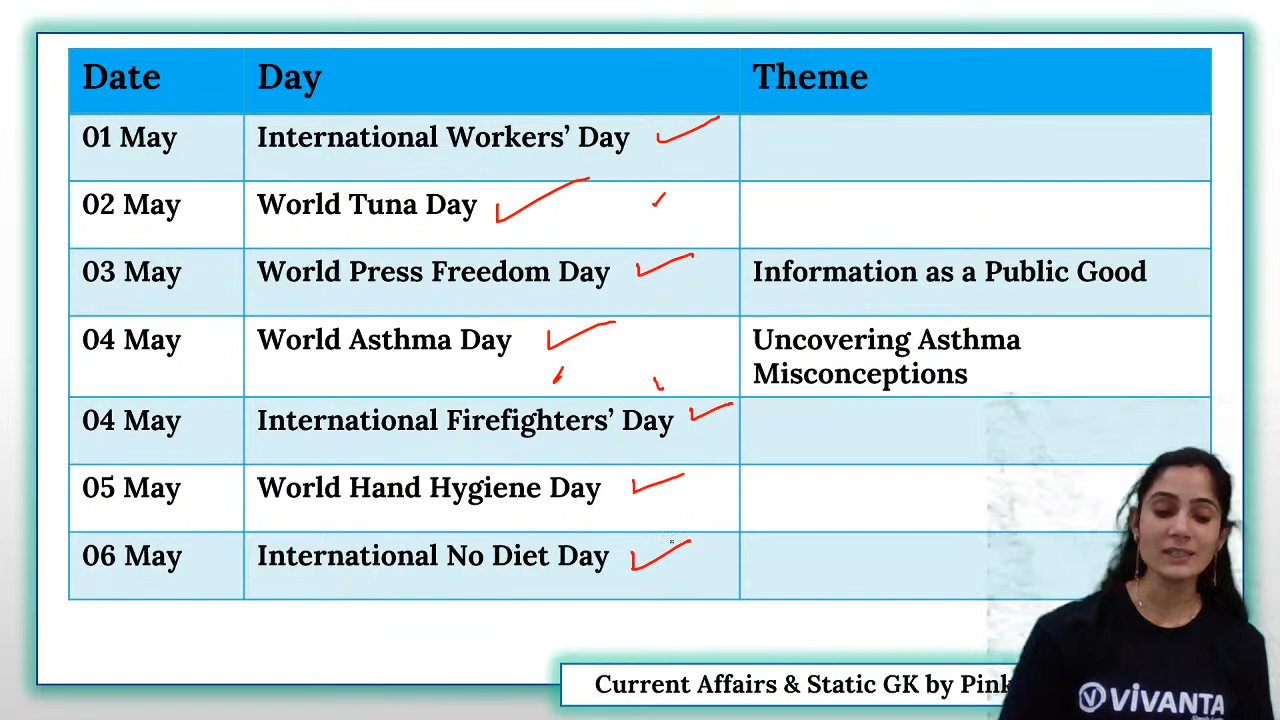 Date Day Theme
01 May International Workers’ Day
02 May World Tuna Day
03 May World Press Freedom Day Information as a Public Good
04 May World Asthma Day Uncovering Asthma
Misconceptions
04 May International Firefighters’ Day
05 May World Hand Hygiene Day
06 May International No Diet Day
Current Affairs & Static GK by Pink
VIVANTA